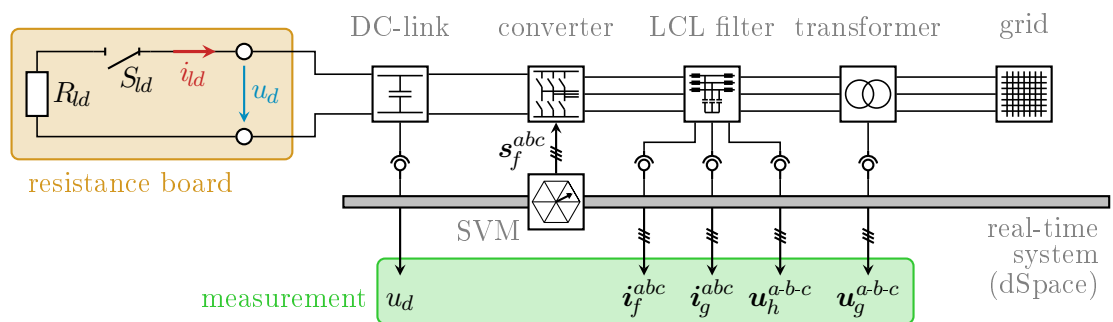 DC-link converter LCL filter transformer grid
R_ld S_ld i_ld u_d
s_f^abc
resistance board
SVM
real-time
system
(dSpace)
measurement u_d i_f^abc i_g^abc u_h^a-b-c u_g^a-b-c